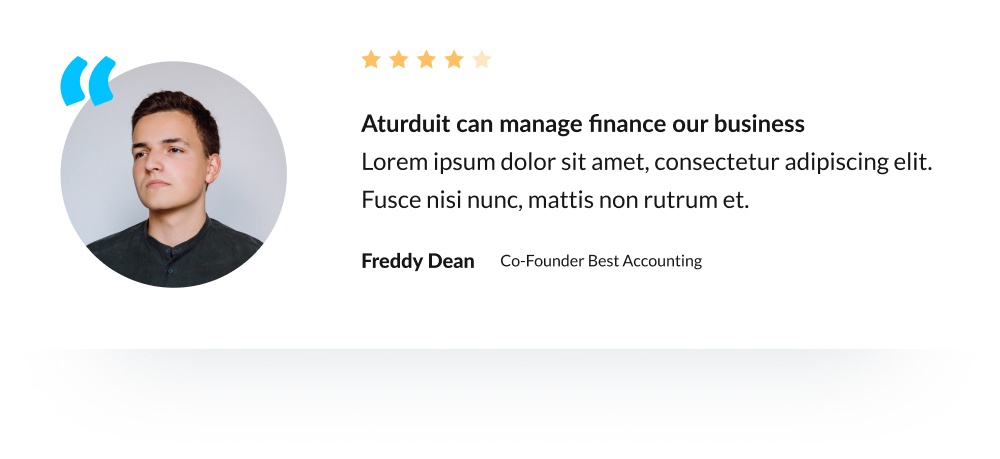 Aturduit can manage finance our business
Lorem ipsum dolor sit amet, consectetur adipiscing elit.
Fusce nisi nunc, mattis non rutrum et.
Freddy Dean Co-Founder Best Accounting